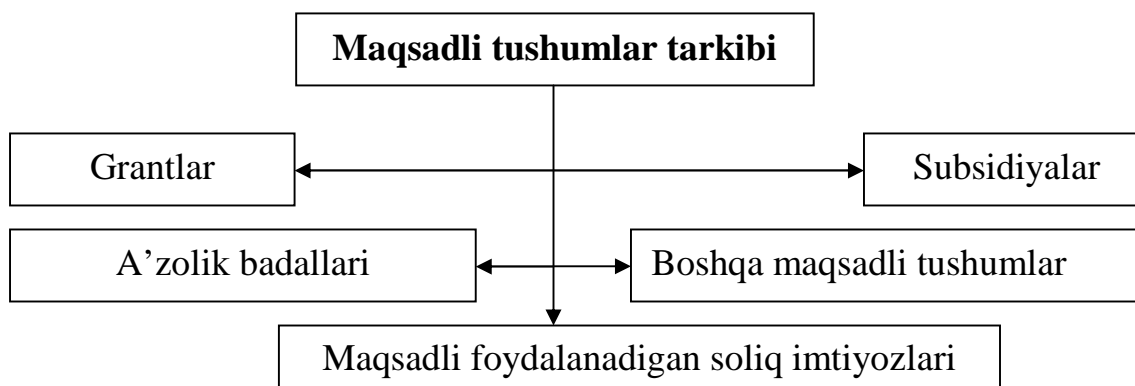 Maqsadli tushumlar tarkibi
Grantlar
Subsidiyalar
A’zolik badallari
Boshqa maqsadli tushumlar
Maqsadli foydalanadigan soliq imtiyozlari